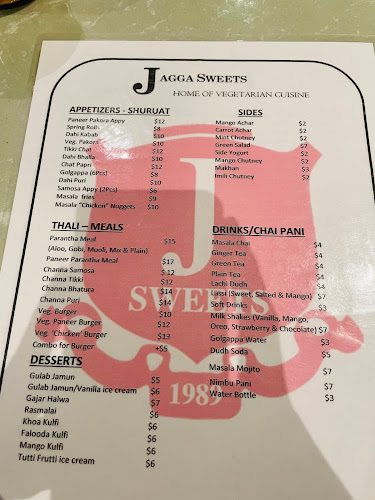 JAGGA SWEETS
HOME OF VEGETARIAN CUISINE
APPETIZERS - SHURUAT
Paneer Pakora Appy $12
Spring Roll $8
Dahi Kabab $10
Veg. Pakora $10
Tikki Chat $12
Dahi Bhalla $10
Chat Papri $12
Golgappa (6Pcs) $8
Dahi Puri $10
Samosa Appy (2Pcs) $6
Masala fries $9
Masala "Chicken" Nuggets $10
SIDES
Mango Achar $2
Carrot Achar $2
Mint Chutney $2
Green Salad $7
Side Yogurt $2
Mango Chutney $2
Makhan $3
Imili Chutney $2
THALI – MEALS
Parantha Meal $15
(Aloo, Gobi, Mooli, Mix & Plain)
Paneer Parantha Meal $17
Channa Samosa $12
Channa Tikki $12
Channa Bhatura $14
Channa Puri $14
Veg. Burger $10
Veg. Paneer Burger $12
Veg. "Chicken" Burger $13
Combo for Burger +$5
DRINKS/CHAI PANI
Masala Chai $4
Ginger Tea $4
Green Tea $4
Plain Tea $4
Lachi Dudh $4
Lassi (Sweet, Salted & Mango) $7
Soft Drinks $3
Milk Shakes (Vanilla, Mango,
Oreo, Strawberry & Chocolate) $7
Golgappa Water $3
Dudh Soda $5
Masala Mojito $7
Nimbu Pani $7
Water Bottle $3
DESSERTS
Gulab Jamun $5
Gulab Jamun/Vanilla ice cream $6
Gajar Halwa $7
Rasmalai $6
Khoa Kulfi $6
Falooda Kulfi $6
Mango Kulfi $6
Tutti Frutti ice cream $6
J
SWEETS
1989